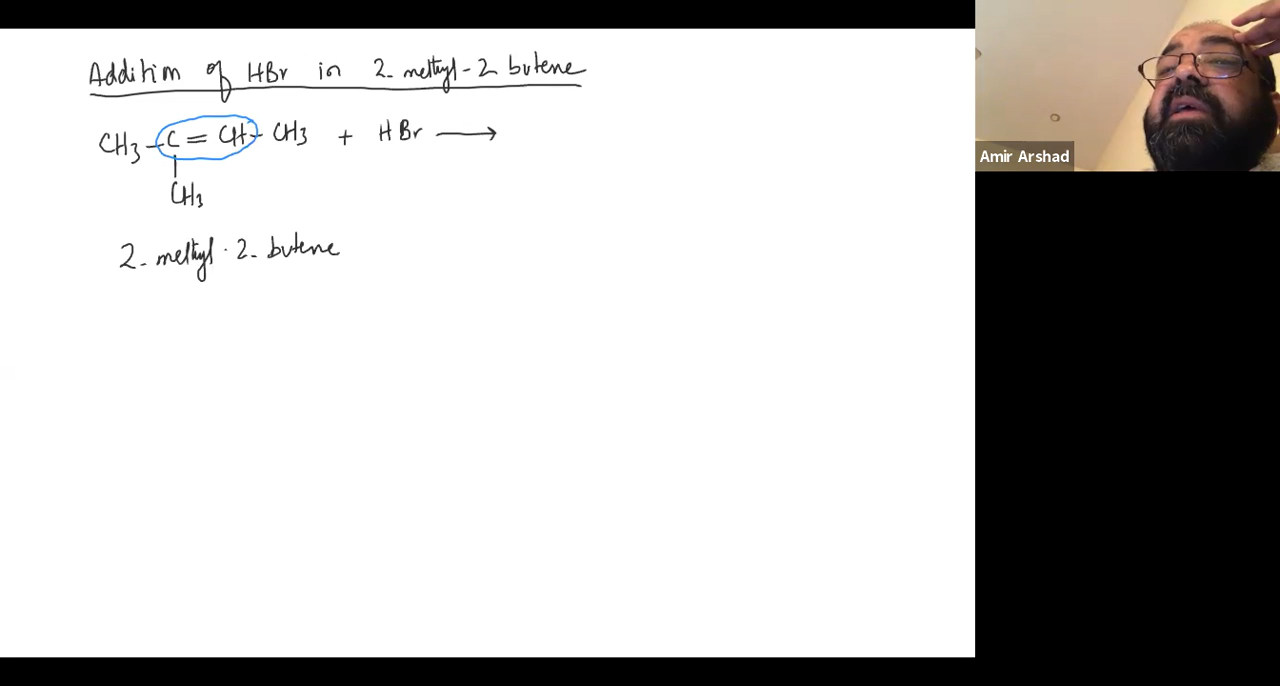 Addition of HBr in 2-methyl-2 butene
CH3-C=CH-CH3 + HBr ⟶
CH3
2-methyl-2-butene
Amir Arshad